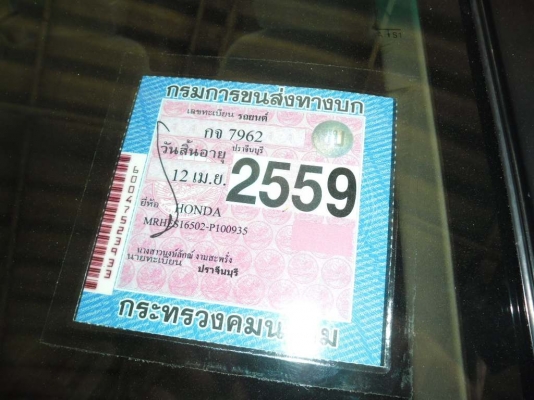 กรมการขนส่งทางบก
เลขทะเบียน รถยนต์
กจ 7962
ปราจีนบุรี
วันสิ้นอายุ
12 เม.ย. 2559
ยี่ห้อ HONDA
MRHES16502-P100935
นายทะเบียน ปราจีนบุรี
กระทรวงคมน
6004752393